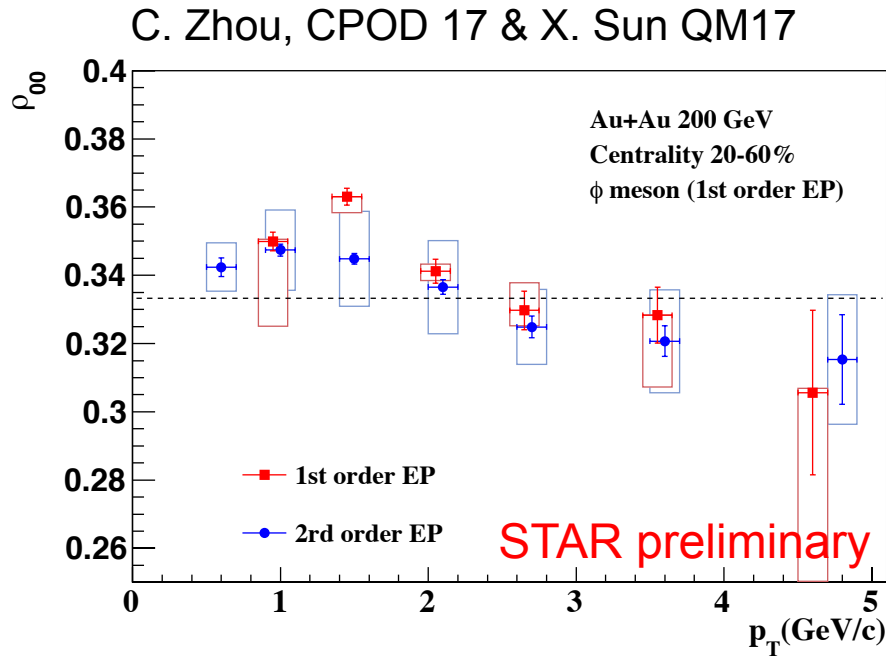 C. Zhou, CPOD 17 & X. Sun QM17
ρ00
0.4
0.38
0.36
0.34
0.32
0.3
0.28
0.26
Au+Au 200 GeV
Centrality 20-60%
ϕ meson (1st order EP)
1st order EP
2rd order EP
STAR preliminary
0 1 2 3 4 5
pT(GeV/c)